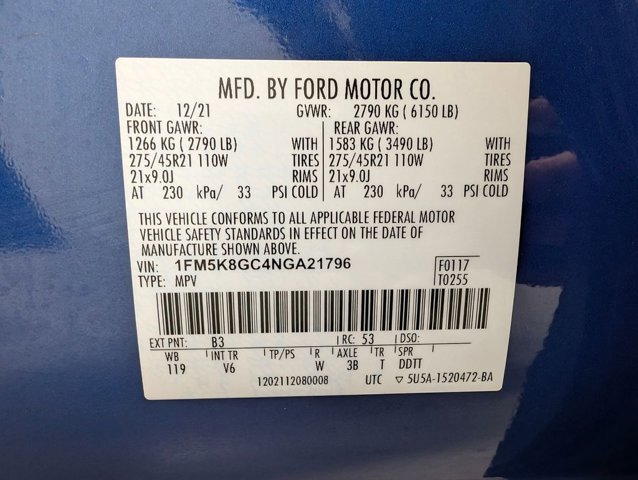 MFD. BY FORD MOTOR CO.
DATE: 12/21 GVWR: 2790 KG ( 6150 LB)
FRONT GAWR: REAR GAWR:
1266 KG ( 2790 LB) WITH 1583 KG ( 3490 LB) WITH
275/45R21 110W TIRES 275/45R21 110W TIRES
21x9.0J RIMS 21x9.0J RIMS
AT 230 kPa/ 33 PSI COLD AT 230 kPa/ 33 PSI COLD
THIS VEHICLE CONFORMS TO ALL APPLICABLE FEDERAL MOTOR
VEHICLE SAFETY STANDARDS IN EFFECT ON THE DATE OF
MANUFACTURE SHOWN ABOVE.
VIN: 1FM5K8GC4NGA21796 F0117
TYPE: MPV T0255
EXT PNT: B3 RC: 53 DSO:
WB INT TR TP/PS R AXLE TR SPR
119 V6 W 3B T DDTT
1202112080008 UTC ▽ 5U5A-1520472-BA